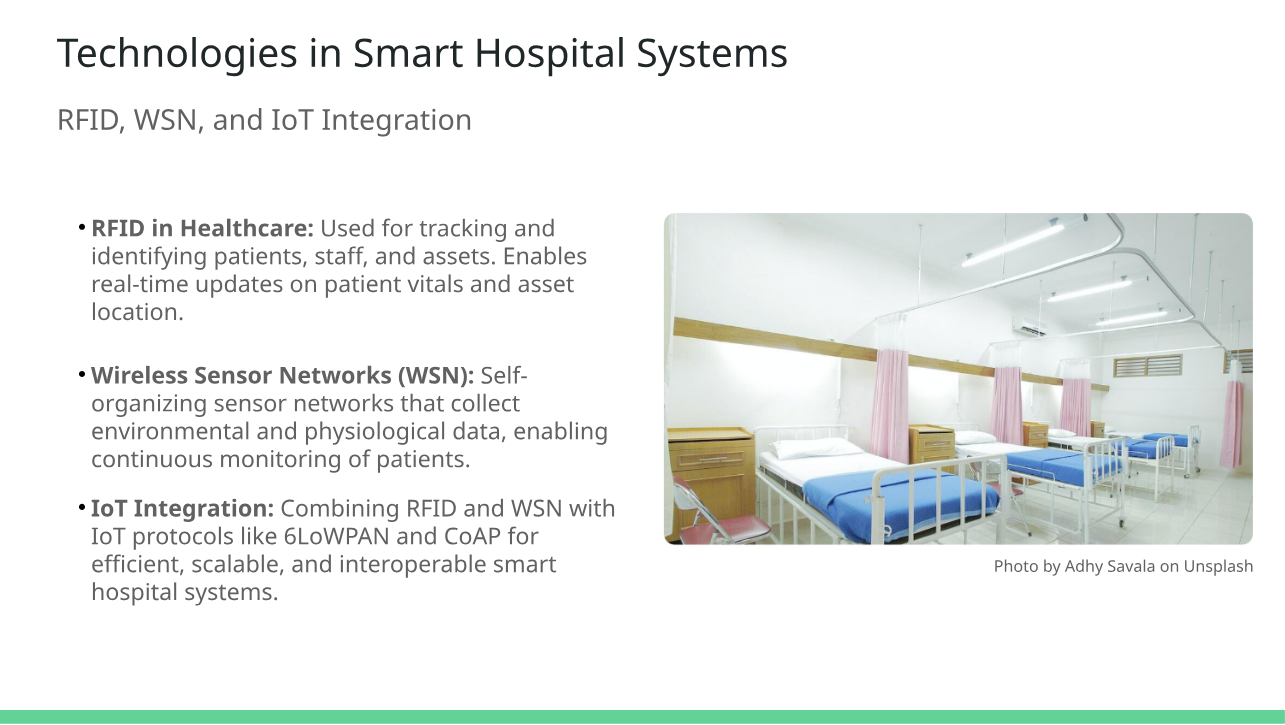 Technologies in Smart Hospital Systems
RFID, WSN, and IoT Integration
• RFID in Healthcare: Used for tracking and
identifying patients, staff, and assets. Enables
real-time updates on patient vitals and asset
location.
• Wireless Sensor Networks (WSN): Self-
organizing sensor networks that collect
environmental and physiological data, enabling
continuous monitoring of patients.
• IoT Integration: Combining RFID and WSN with
IoT protocols like 6LoWPAN and CoAP for
efficient, scalable, and interoperable smart
hospital systems.
Photo by Adhy Savala on Unsplash